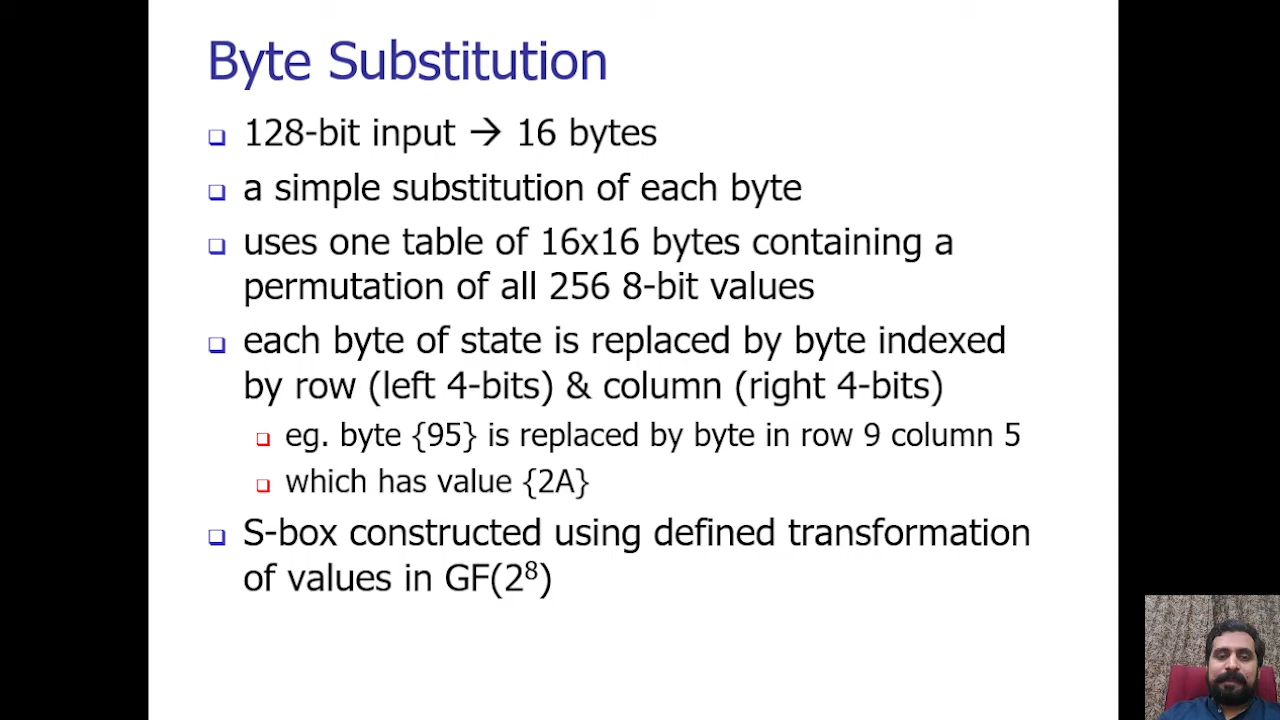 Byte Substitution
128-bit input → 16 bytes
a simple substitution of each byte
uses one table of 16x16 bytes containing a
permutation of all 256 8-bit values
each byte of state is replaced by byte indexed
by row (left 4-bits) & column (right 4-bits)
eg. byte {95} is replaced by byte in row 9 column 5
which has value {2A}
S-box constructed using defined transformation
of values in GF(2⁸)